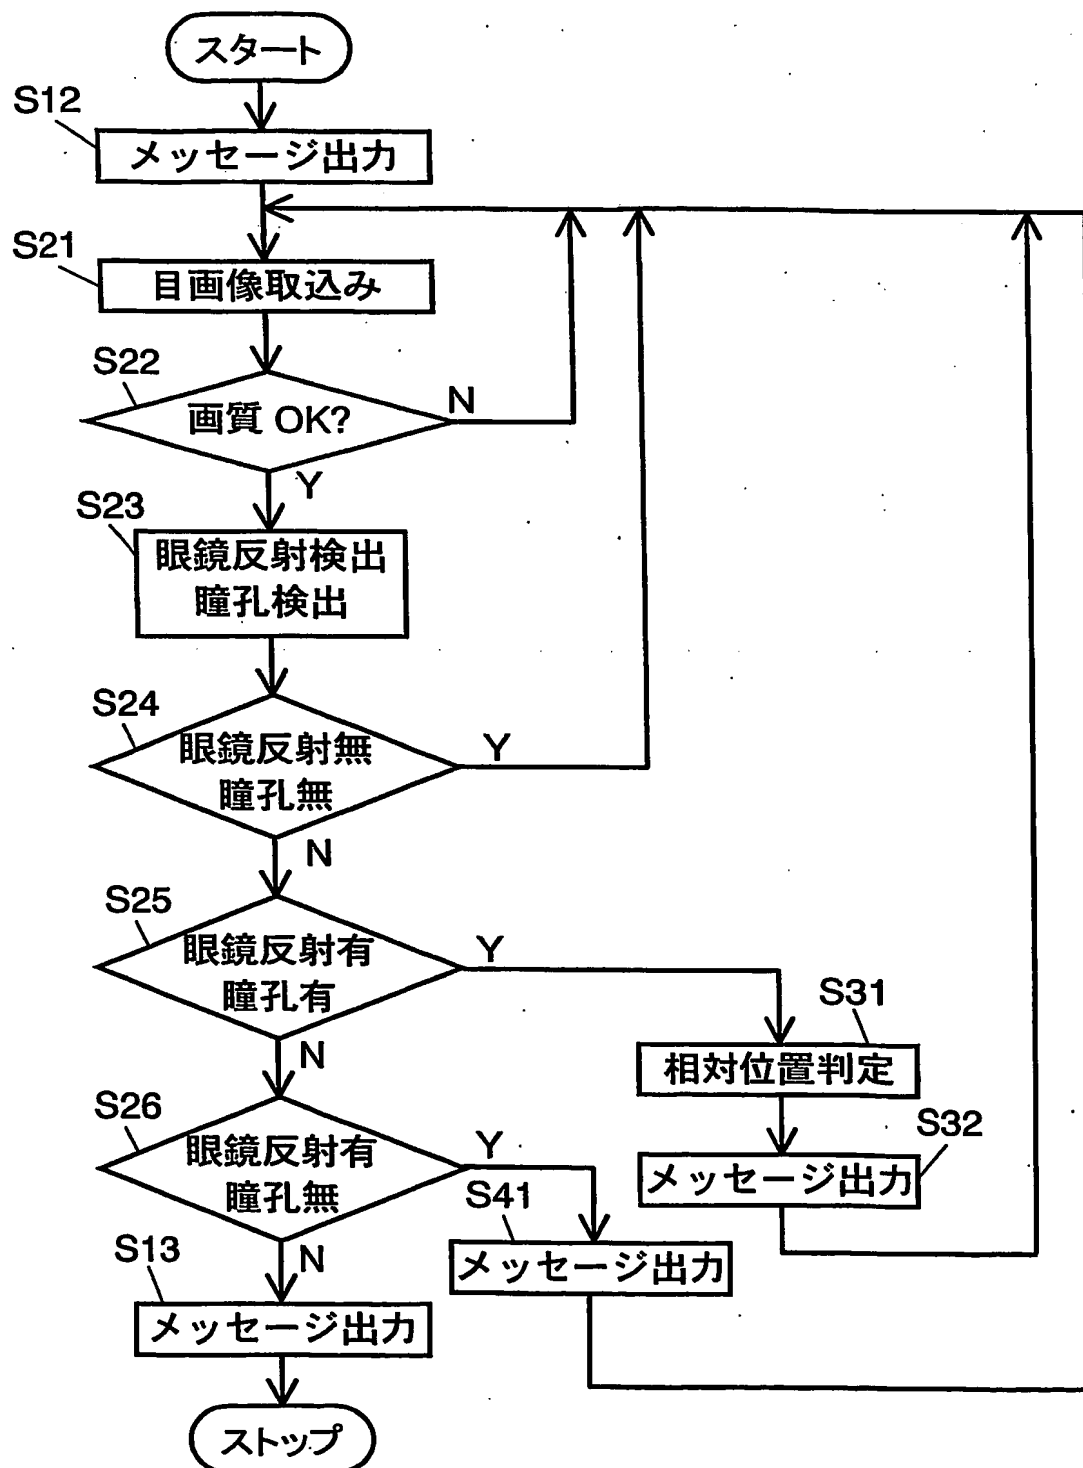 スタート
S12
メッセージ出力
S21
目画像取込み
S22
画質 OK?
N
Y
S23
眼鏡反射検出
瞳孔検出
S24
眼鏡反射無
瞳孔無
Y
N
S25
眼鏡反射有
瞳孔有
Y
N
S31
相対位置判定
S32
メッセージ出力
S26
眼鏡反射有
瞳孔無
Y
N
S41
メッセージ出力
S13
メッセージ出力
ストップ